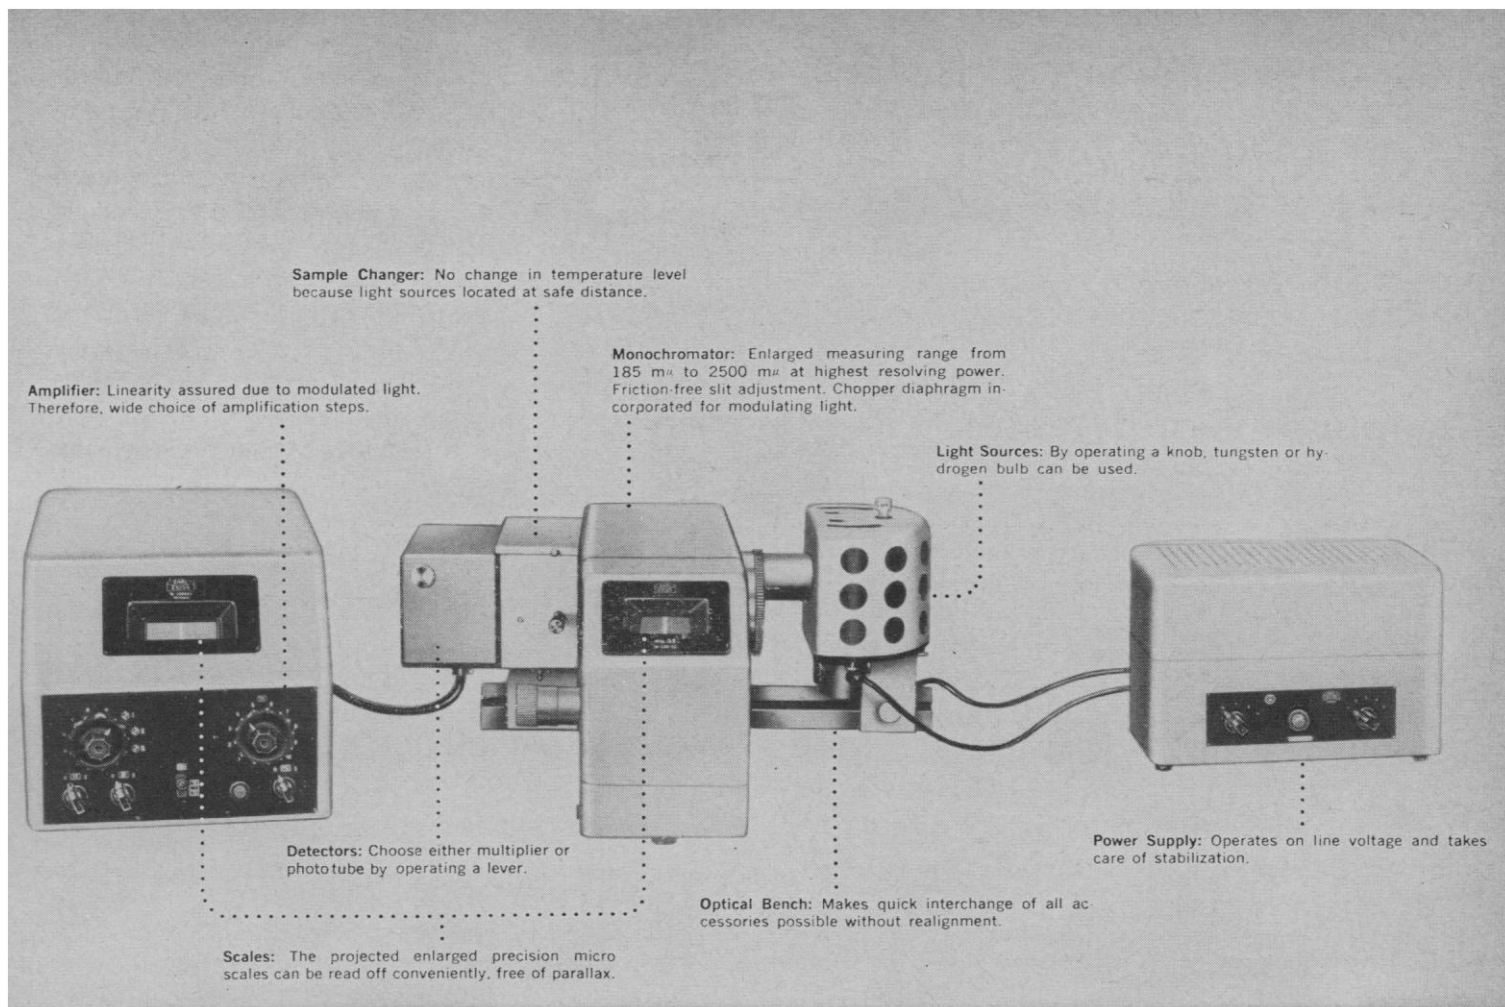 Sample Changer: No change in temperature level
because light sources located at safe distance.
Monochromator: Enlarged measuring range from
185 mμ to 2500 mμ at highest resolving power.
Friction-free slit adjustment. Chopper diaphragm in-
corporated for modulating light.
Amplifier: Linearity assured due to modulated light.
Therefore, wide choice of amplification steps.
Light Sources: By operating a knob, tungsten or hy-
drogen bulb can be used.
CARL
ZEISS
Detectors: Choose either multiplier or
phototube by operating a lever.
Power Supply: Operates on line voltage and takes
care of stabilization.
Optical Bench: Makes quick interchange of all ac
cessories possible without realignment.
Scales: The projected enlarged precision micro
scales can be read off conveniently, free of parallax.